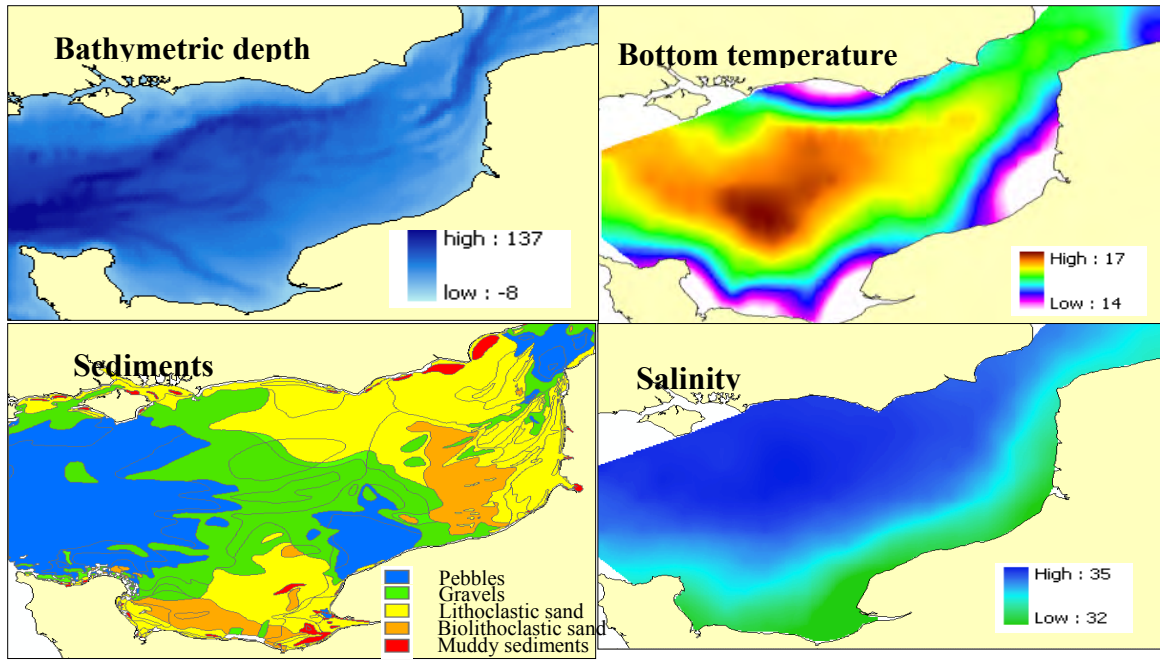 Bathymetric depth
high : 137
low : -8
Bottom temperature
High : 17
Low : 14
Sediments
Pebbles
Gravels
Lithoclastic sand
Biolithoclastic sand
Muddy sediments
Salinity
High : 35
Low : 32